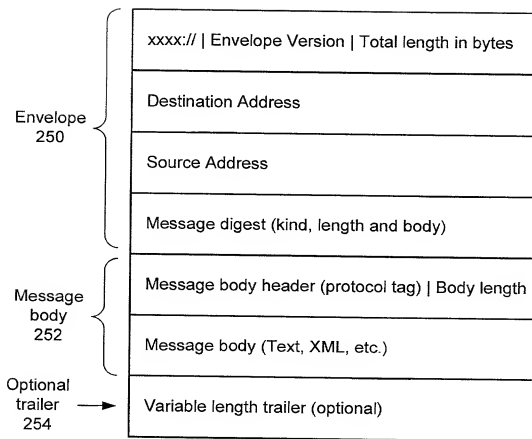 xxxx:// | Envelope Version | Total length in bytes
Destination Address
Envelope
250
Source Address
Message digest (kind, length and body)
Message body header (protocol tag) | Body length
Message
body
252
Message body (Text, XML, etc.)
Optional
trailer
254
Variable length trailer (optional)